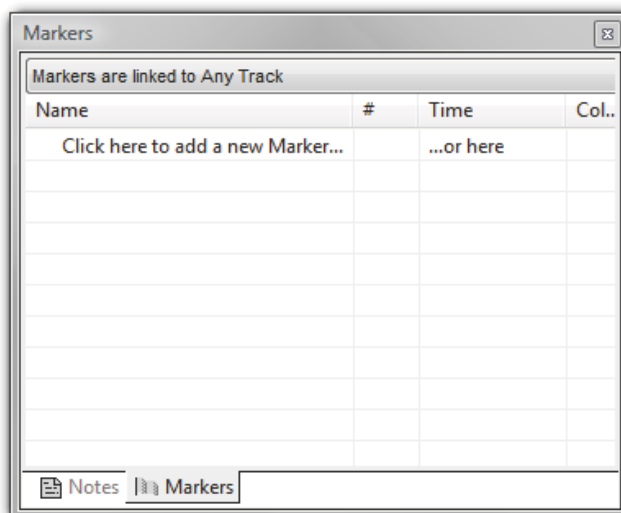 Markers
Markers are linked to Any Track
Name # Time Col..
Click here to add a new Marker... ...or here
Notes Markers